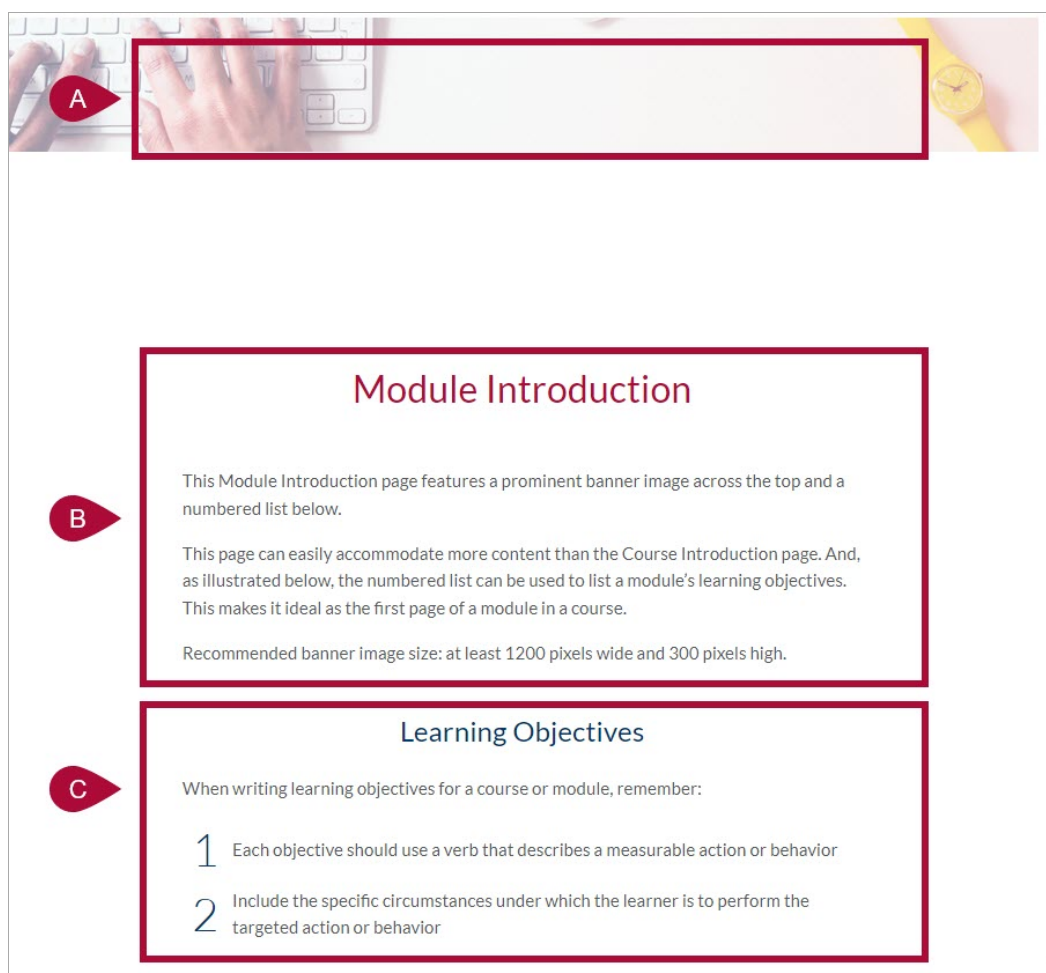 A
Module Introduction
This Module Introduction page features a prominent banner image across the top and a
numbered list below.
B
This page can easily accommodate more content than the Course Introduction page. And,
as illustrated below, the numbered list can be used to list a module’s learning objectives.
This makes it ideal as the first page of a module in a course.
Recommended banner image size: at least 1200 pixels wide and 300 pixels high.
Learning Objectives
C
When writing learning objectives for a course or module, remember:
1 Each objective should use a verb that describes a measurable action or behavior
2 Include the specific circumstances under which the learner is to perform the
targeted action or behavior